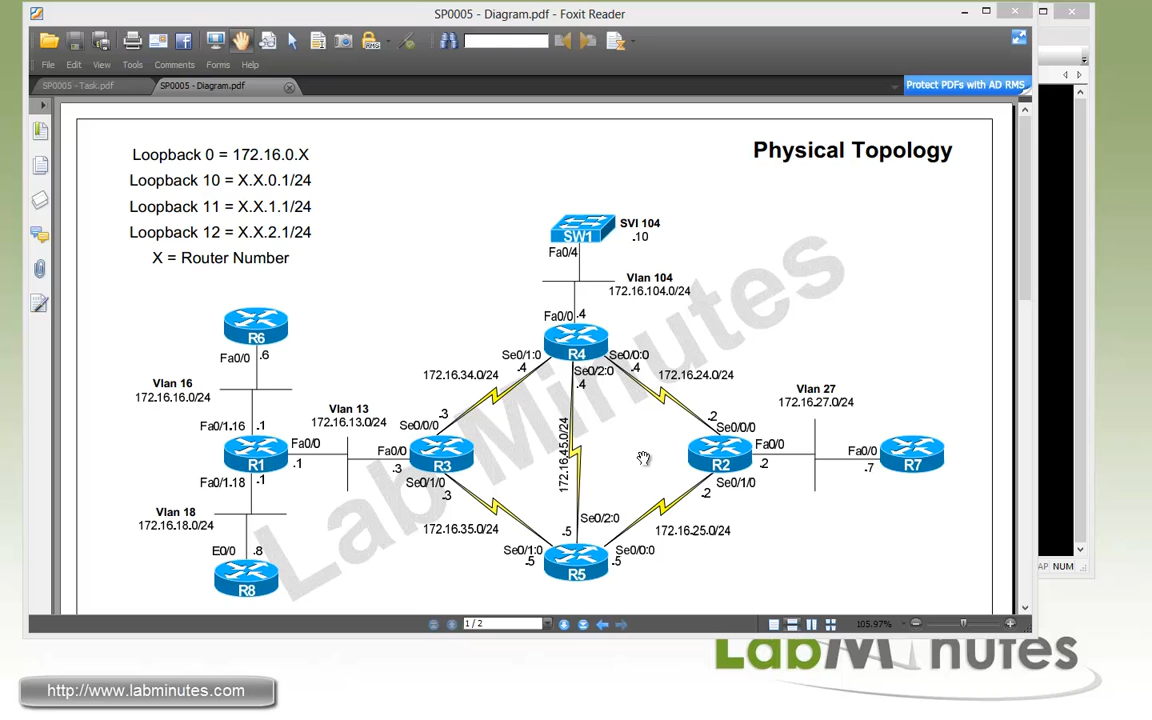 SP0005 - Diagram.pdf - Foxit Reader
File Edit View Tools Comments Forms Help
SP0005 - Task.pdf
SP0005 - Diagram.pdf
Protect PDFs with AD RMS
Physical Topology
Loopback 0 = 172.16.0.X
Loopback 10 = X.X.0.1/24
Loopback 11 = X.X.1.1/24
Loopback 12 = X.X.2.1/24
X = Router Number
SW1
SVI 104
.10
Fa0/4
Vlan 104
172.16.104.0/24
Fa0/0 .4
R4
Se0/1:0
.4
Se0/0:0
.4
Se0/2:0
.4
R6
Fa0/0 .6
Vlan 16
172.16.16.0/24
Fa0/1.16 .1
172.16.34.0/24
172.16.24.0/24
Vlan 13
172.16.13.0/24
Vlan 27
172.16.27.0/24
R1
Fa0/0
.1
Fa0/0
.3
R3
Se0/0/0
.3
Se0/1/0
.3
172.16.45.0/24
R2
.2
Se0/0/0
Fa0/0
.2
Se0/1/0
.2
Fa0/0
.7
R7
Fa0/1.18 .1
Vlan 18
172.16.18.0/24
E0/0 .8
R8
172.16.35.0/24
172.16.25.0/24
Se0/2:0
.5
Se0/1:0
.5
Se0/0:0
.5
R5
LabMinutes
1 / 2
105.97%
AP NUM
LabMinutes
http://www.labminutes.com